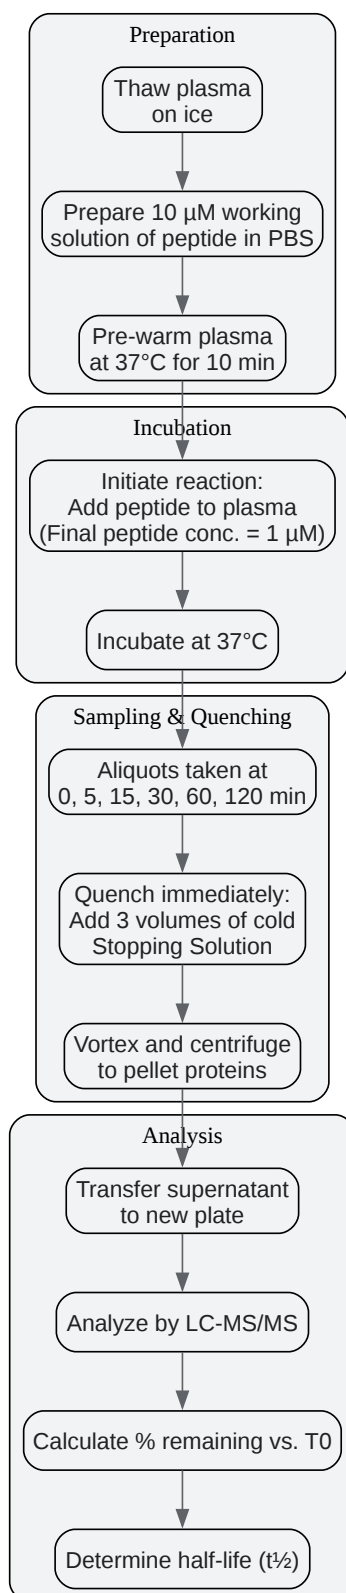 Preparation
Thaw plasma
on ice
Prepare 10 µM working
solution of peptide in PBS
Pre-warm plasma
at 37°C for 10 min
Incubation
Initiate reaction:
Add peptide to plasma
(Final peptide conc. = 1 µM)
Incubate at 37°C
Sampling & Quenching
Aliquots taken at
0, 5, 15, 30, 60, 120 min
Quench immediately:
Add 3 volumes of cold
Stopping Solution
Vortex and centrifuge
to pellet proteins
Analysis
Transfer supernatant
to new plate
Analyze by LC-MS/MS
Calculate % remaining vs. T0
Determine half-life (t½)